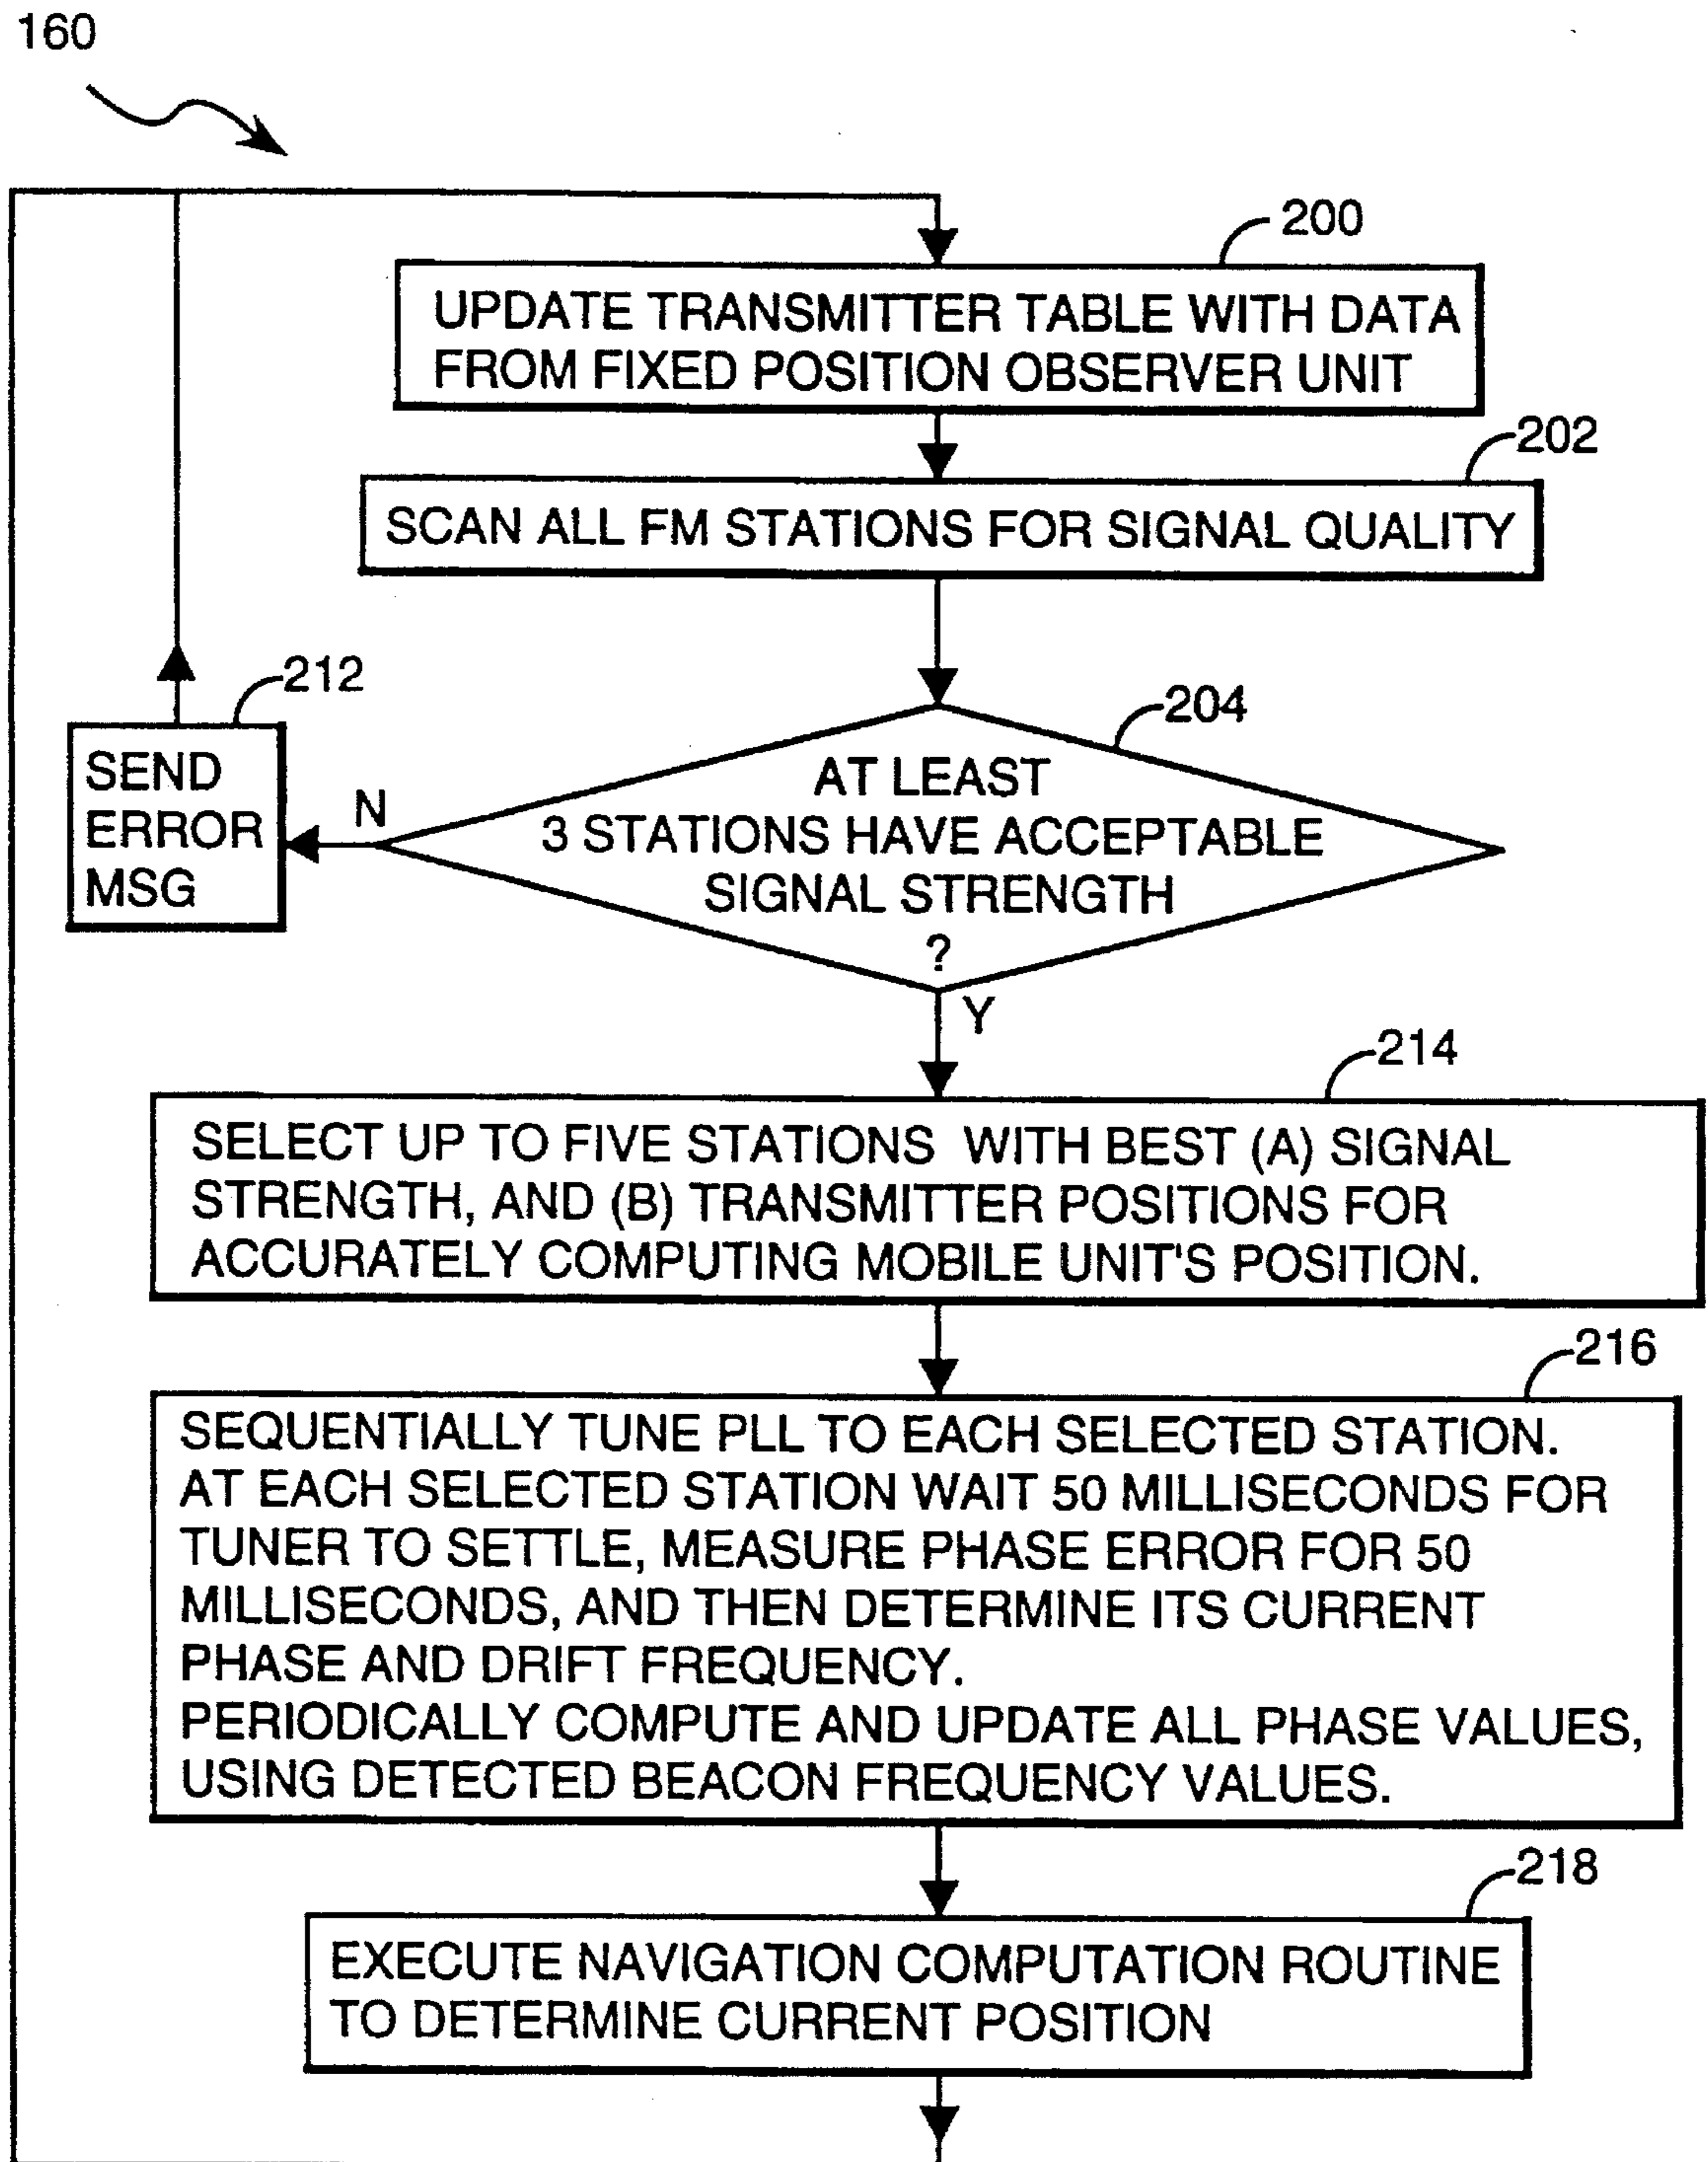 160
200
UPDATE TRANSMITTER TABLE WITH DATA
FROM FIXED POSITION OBSERVER UNIT
202
SCAN ALL FM STATIONS FOR SIGNAL QUALITY
212
SEND
ERROR
MSG
N
204
AT LEAST
3 STATIONS HAVE ACCEPTABLE
SIGNAL STRENGTH
?
Y
214
SELECT UP TO FIVE STATIONS WITH BEST (A) SIGNAL
STRENGTH, AND (B) TRANSMITTER POSITIONS FOR
ACCURATELY COMPUTING MOBILE UNIT'S POSITION.
216
SEQUENTIALLY TUNE PLL TO EACH SELECTED STATION.
AT EACH SELECTED STATION WAIT 50 MILLISECONDS FOR
TUNER TO SETTLE, MEASURE PHASE ERROR FOR 50
MILLISECONDS, AND THEN DETERMINE ITS CURRENT
PHASE AND DRIFT FREQUENCY.
PERIODICALLY COMPUTE AND UPDATE ALL PHASE VALUES,
USING DETECTED BEACON FREQUENCY VALUES.
218
EXECUTE NAVIGATION COMPUTATION ROUTINE
TO DETERMINE CURRENT POSITION